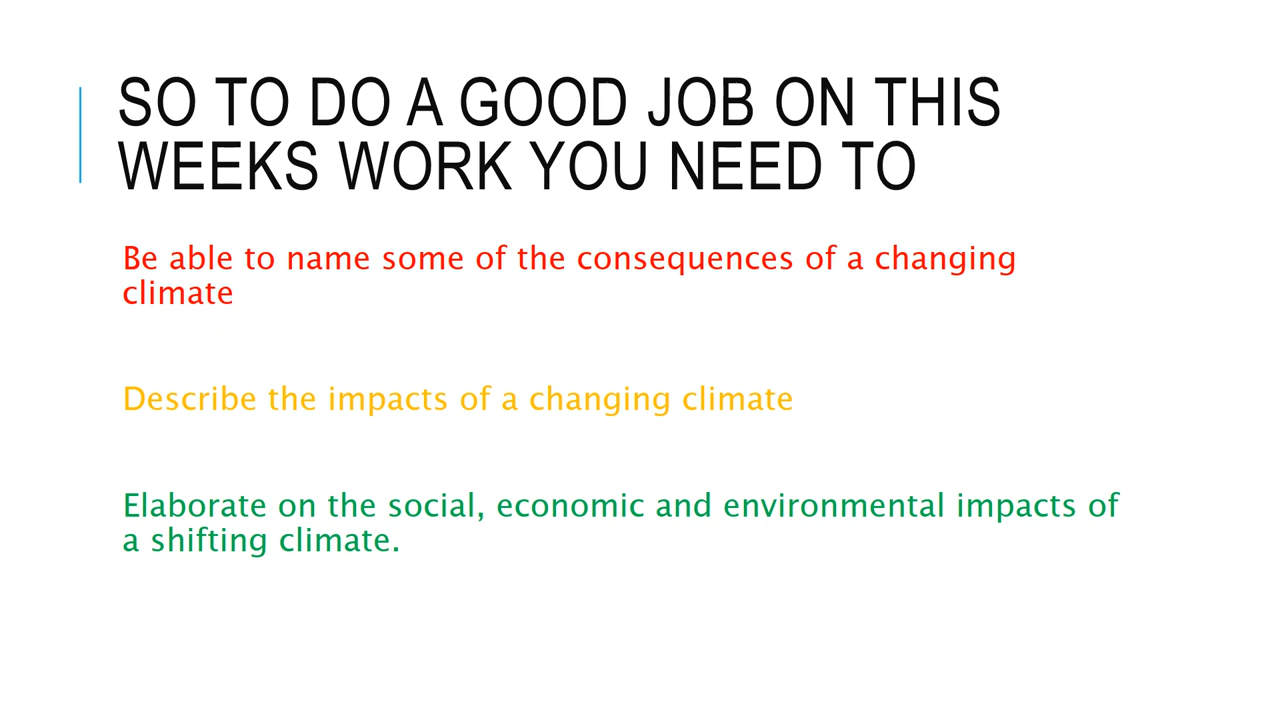 SO TO DO A GOOD JOB ON THIS
WEEKS WORK YOU NEED TO
Be able to name some of the consequences of a changing
climate
Describe the impacts of a changing climate
Elaborate on the social, economic and environmental impacts of
a shifting climate.